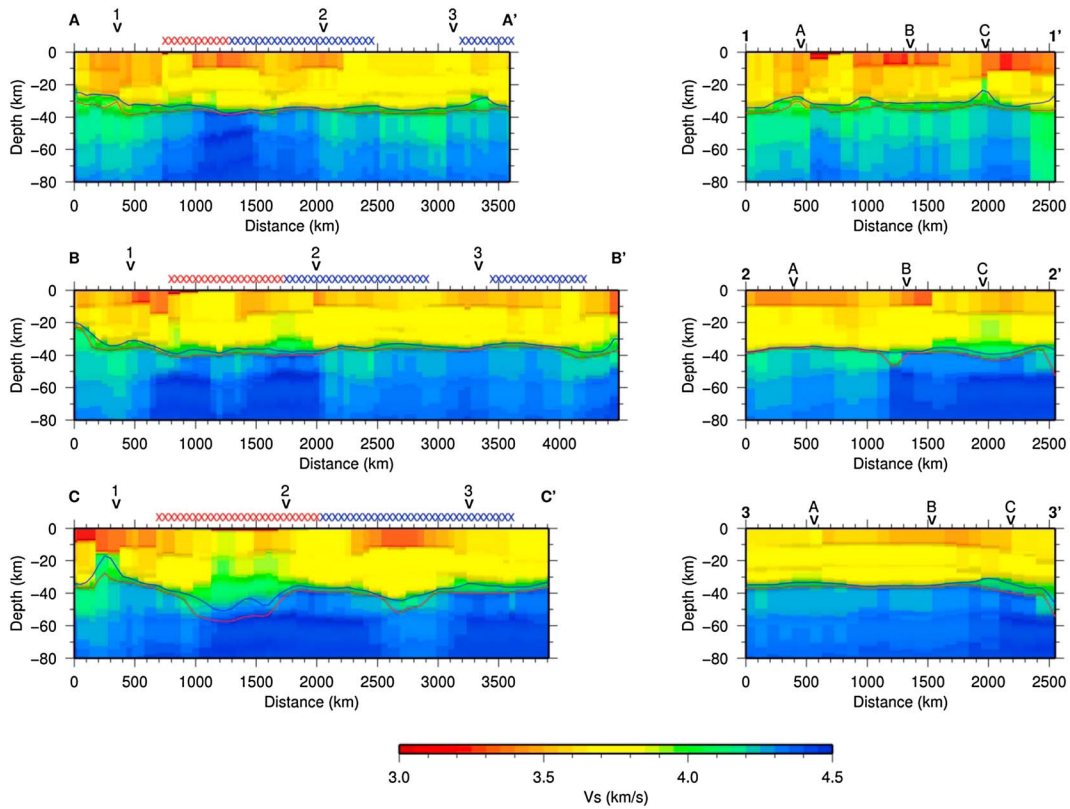 A 1 2 3 A'
0
−20
−40
−60
−80
Depth (km)
0 500 1000 1500 2000 2500 3000 3500
Distance (km)
1 A B C 1'
0
−20
−40
−60
−80
Depth (km)
0 500 1000 1500 2000 2500
Distance (km)
B 1 2 3 B'
0
−20
−40
−60
−80
Depth (km)
0 500 1000 1500 2000 2500 3000 3500 4000
Distance (km)
2 A B C 2'
0
−20
−40
−60
−80
Depth (km)
0 500 1000 1500 2000 2500
Distance (km)
C 1 2 3 C'
0
−20
−40
−60
−80
Depth (km)
0 500 1000 1500 2000 2500 3000 3500
Distance (km)
3 A B C 3'
0
−20
−40
−60
−80
Depth (km)
0 500 1000 1500 2000 2500
Distance (km)
3.0 3.5 4.0 4.5
Vs (km/s)